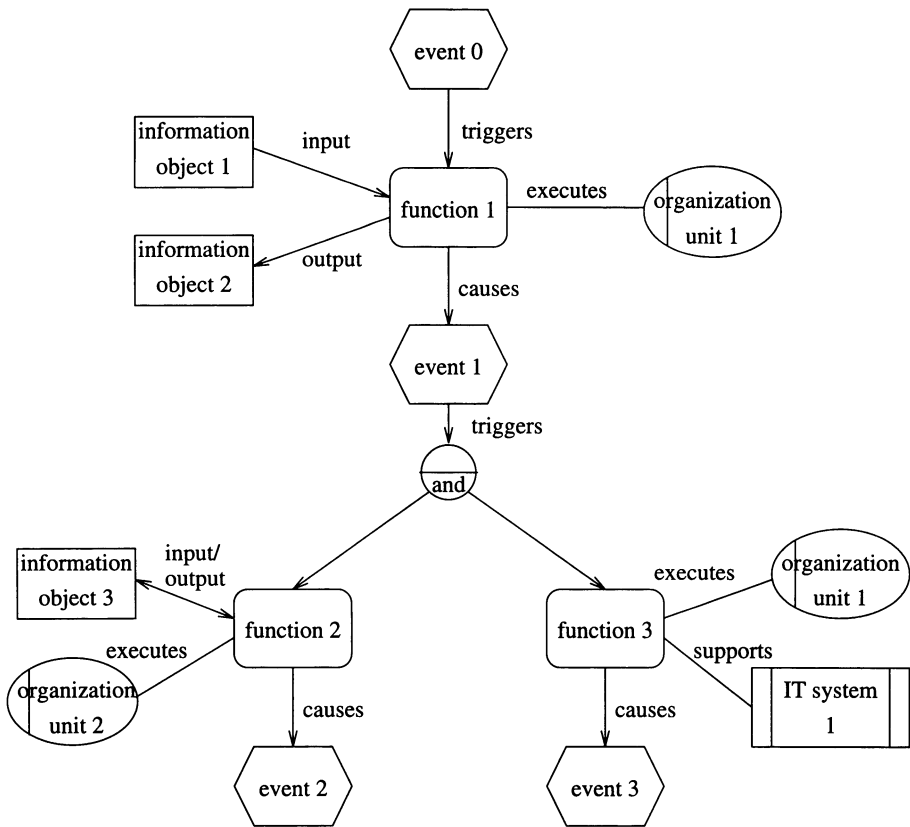 event 0
triggers
information
object 1
input
function 1
executes
organization
unit 1
information
object 2
output
causes
event 1
triggers
and
information
object 3
input/
output
function 2
executes
organization
unit 2
causes
event 2
function 3
executes
organization
unit 1
supports
IT system
1
causes
event 3